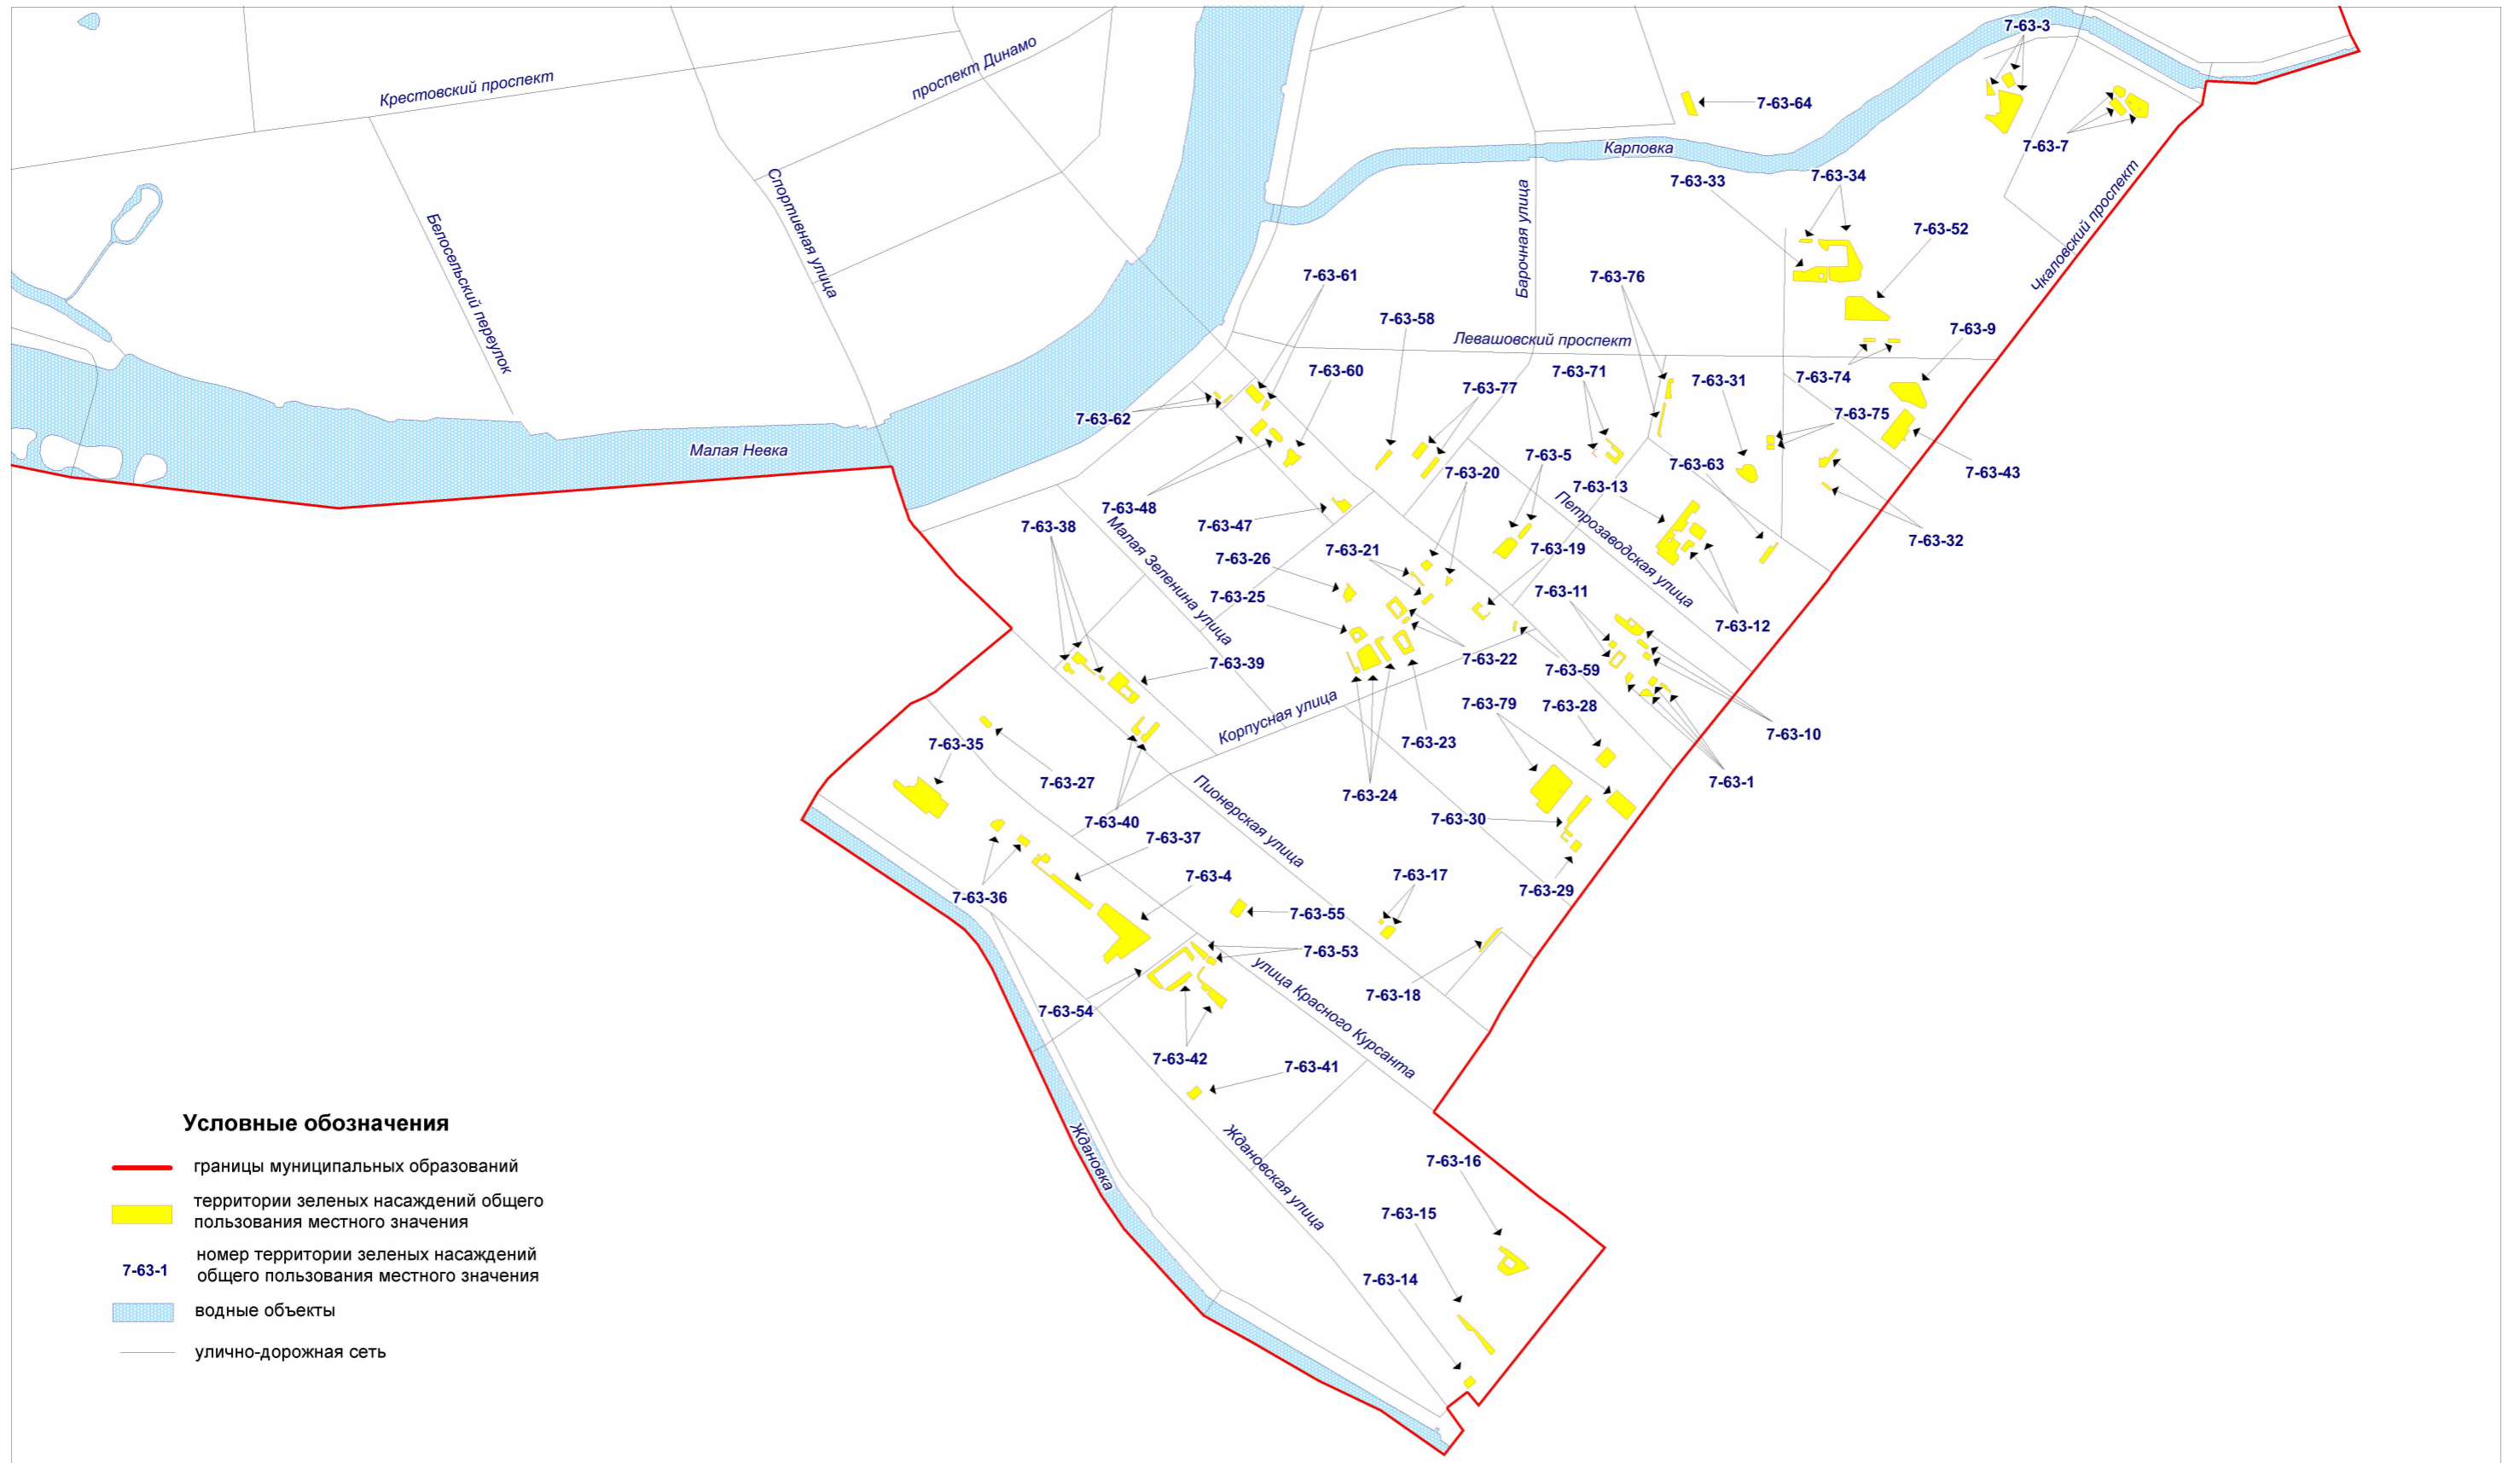 7-63-3
проспект Динамо
Крестовский проспект
7-63-64
7-63-7
Карповка
7-63-33
7-63-34
Чкаловский проспект
Спортивная улица
Барочная улица
7-63-52
Белосельский переулок
7-63-61
7-63-76
7-63-58
7-63-9
Левашовский проспект
7-63-60
7-63-77
7-63-71
7-63-31
7-63-74
7-63-62
7-63-75
Малая Невка
7-63-5
7-63-20
7-63-63
7-63-43
7-63-13
7-63-48
7-63-38
7-63-47
Малая Зеленина улица
Петрозаводская улица
7-63-32
7-63-21
7-63-19
7-63-26
7-63-11
7-63-25
7-63-12
7-63-39
7-63-22
7-63-59
Корпусная улица
7-63-79
7-63-28
7-63-10
7-63-35
7-63-23
7-63-27
7-63-1
7-63-24
7-63-40
Пионерская улица
7-63-30
7-63-37
7-63-4
7-63-17
7-63-29
7-63-36
7-63-55
7-63-53
7-63-18
улица Красного Курсанта
7-63-54
7-63-42
7-63-41
Ждановка
Ждановская улица
7-63-16
7-63-15
7-63-14
Условные обозначения
границы муниципальных образований
территории зеленых насаждений общего
пользования местного значения
номер территории зеленых насаждений
7-63-1
общего пользования местного значения
водные объекты
улично-дорожная сеть